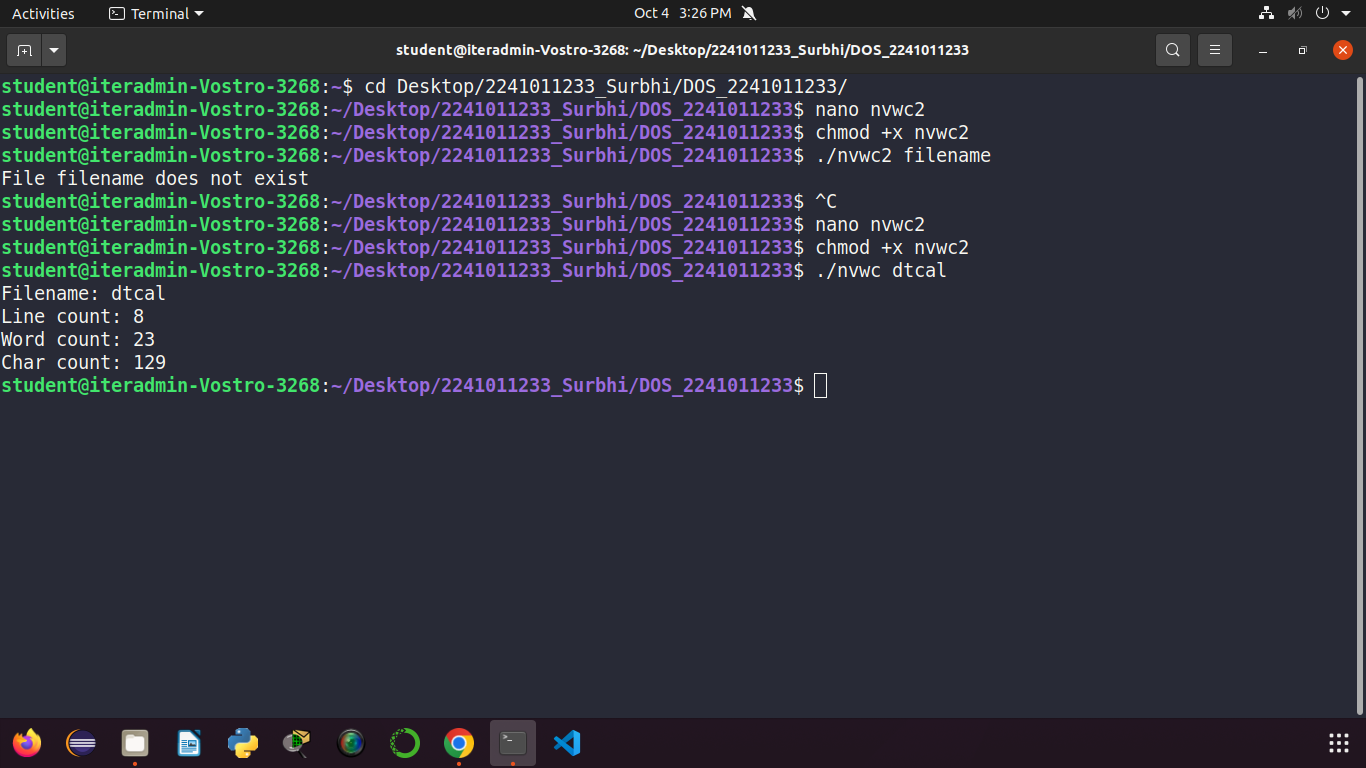 Activities Terminal Oct 4 3:26 PM
student@iteradmin-Vostro-3268: ~/Desktop/2241011233_Surbhi/DOS_2241011233
student@iteradmin-Vostro-3268:~$ cd Desktop/2241011233_Surbhi/DOS_2241011233/
student@iteradmin-Vostro-3268:~/Desktop/2241011233_Surbhi/DOS_2241011233$ nano nvwc2
student@iteradmin-Vostro-3268:~/Desktop/2241011233_Surbhi/DOS_2241011233$ chmod +x nvwc2
student@iteradmin-Vostro-3268:~/Desktop/2241011233_Surbhi/DOS_2241011233$ ./nvwc2 filename
File filename does not exist
student@iteradmin-Vostro-3268:~/Desktop/2241011233_Surbhi/DOS_2241011233$ ^C
student@iteradmin-Vostro-3268:~/Desktop/2241011233_Surbhi/DOS_2241011233$ nano nvwc2
student@iteradmin-Vostro-3268:~/Desktop/2241011233_Surbhi/DOS_2241011233$ chmod +x nvwc2
student@iteradmin-Vostro-3268:~/Desktop/2241011233_Surbhi/DOS_2241011233$ ./nvwc dtcal
Filename: dtcal
Line count: 8
Word count: 23
Char count: 129
student@iteradmin-Vostro-3268:~/Desktop/2241011233_Surbhi/DOS_2241011233$